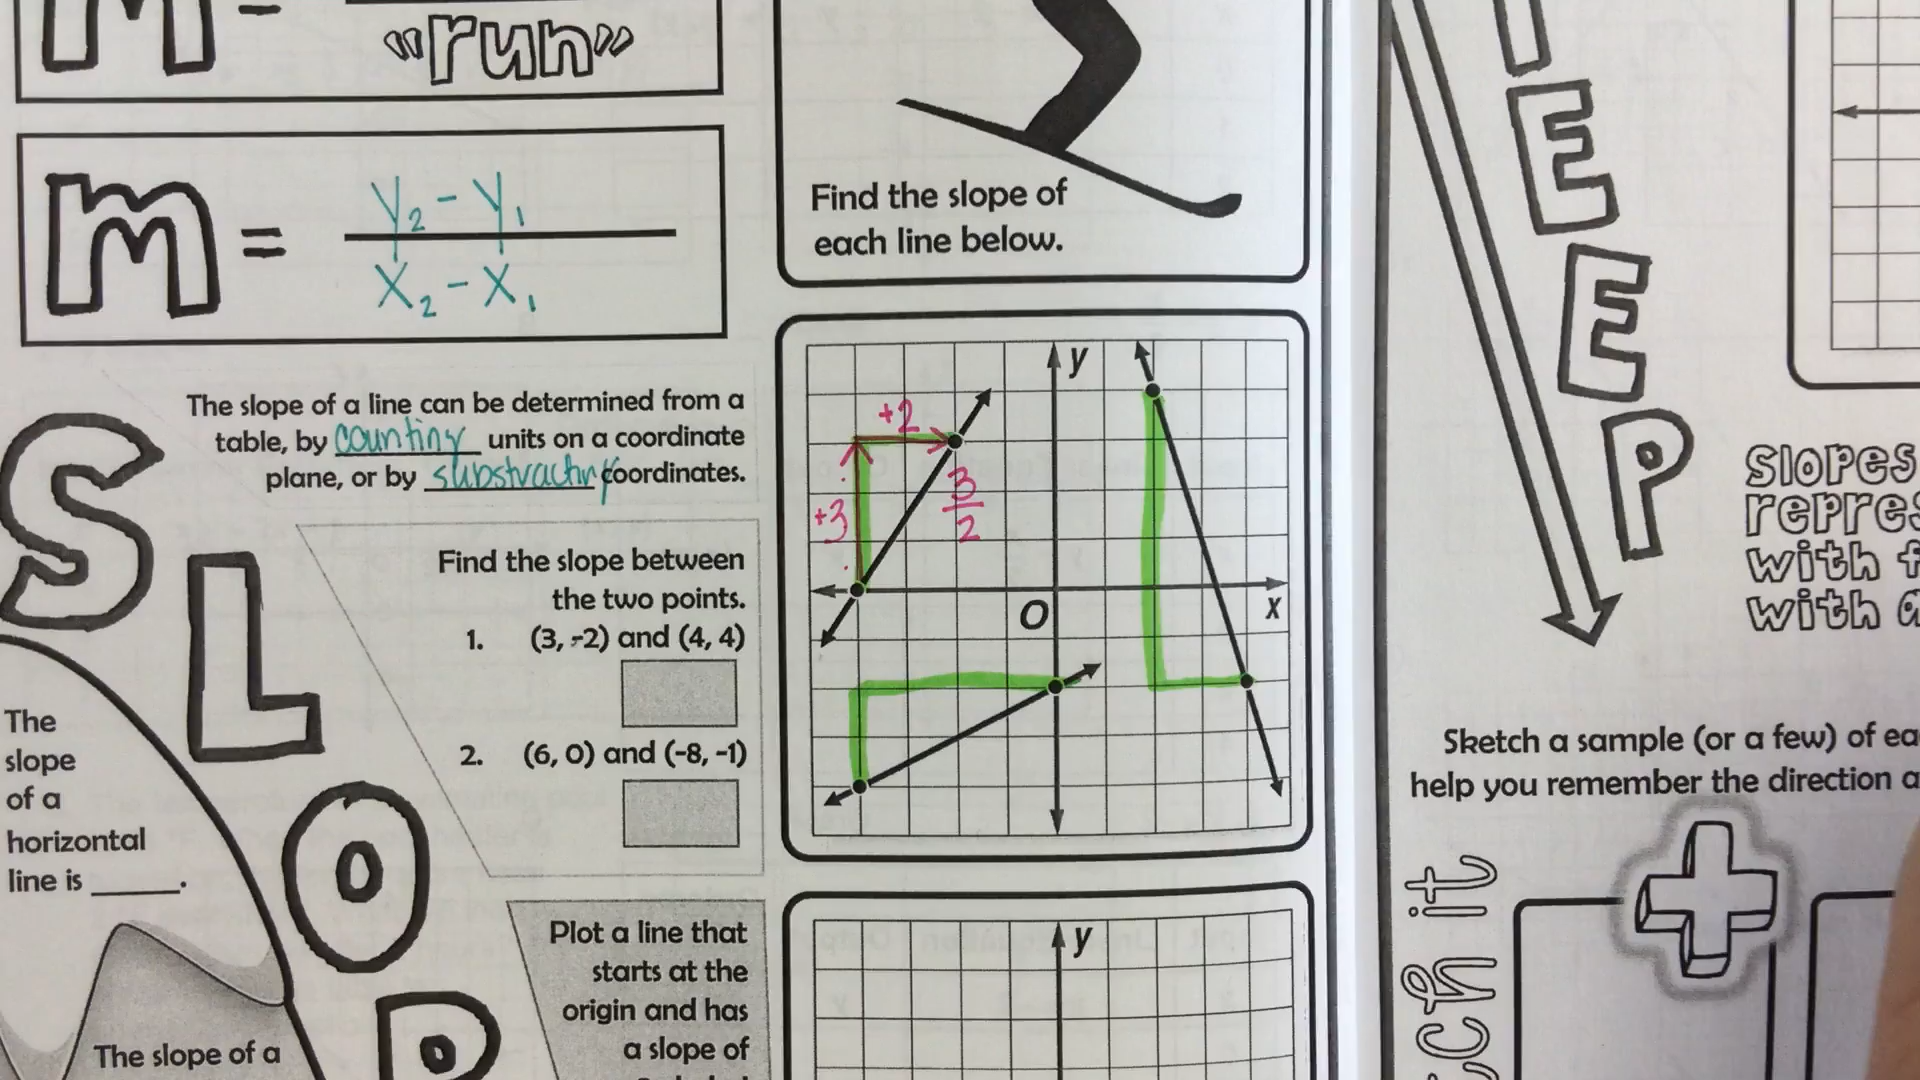 m =
"run"
m = y₂ - y₁
x₂ - x₁
The slope of a line can be determined from a
table, by counting units on a coordinate
plane, or by substracting coordinates.
Find the slope between
the two points.
1. (3, -2) and (4, 4)
2. (6, 0) and (-8, -1)
SLOP
The
slope
of a
horizontal
line is ______.
The slope of a
Plot a line that
starts at the
origin and has
a slope of
Find the slope of
each line below.
y
+2
+3
3
2
O
x
y
EEP
slopes
repres
with
with
Sketch a sample (or a few) of ea
help you remember the direction a
ch it
+